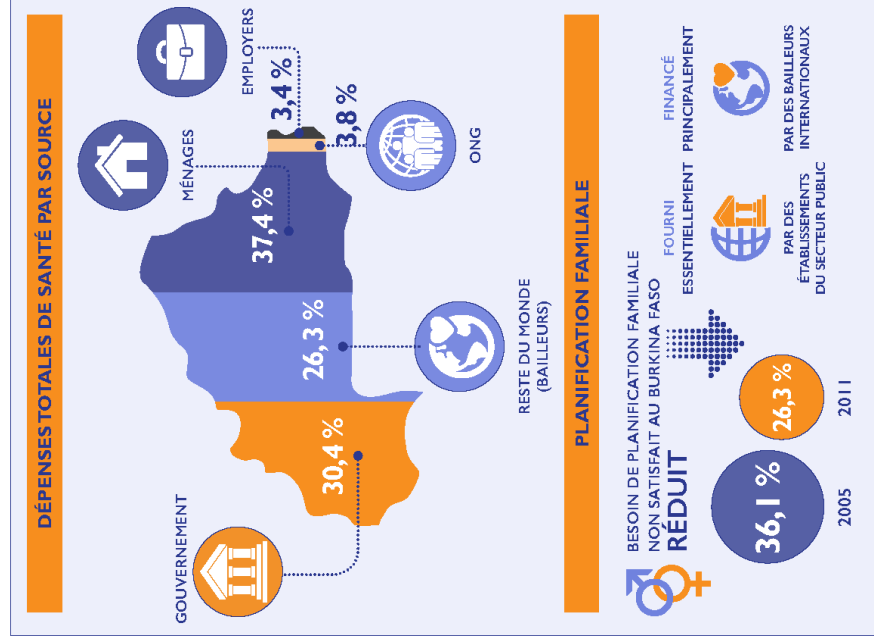 DÉPENSES TOTALES DE SANTÉ PAR SOURCE
GOUVERNEMENT
30,4 %
26,3 %
RESTE DU MONDE
(BAILLEURS)
37,4 %
MÉNAGES
3,8 %
ONG
3,4 %
EMPLOYERS
PLANIFICATION FAMILIALE
BESOIN DE PLANIFICATION FAMILIALE
NON SATISFAIT AU BURKINA FASO
RÉDUIT
36,1 %
2005
26,3 %
2011
FOURNI
ESSENTIELLEMENT
PAR DES
ÉTABLISSEMENTS
DU SECTEUR PUBLIC
FINANCÉ
PRINCIPALEMENT
PAR DES BAILLEURS
INTERNATIONAUX